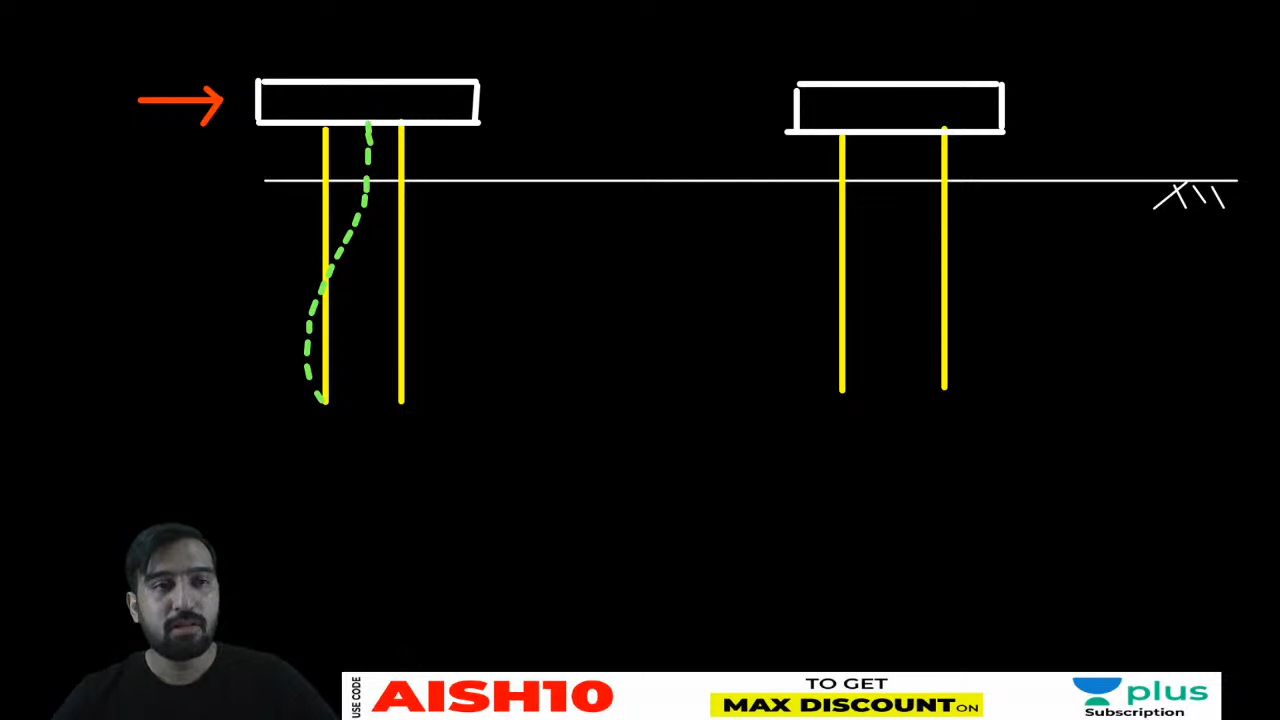 USE CODE
AISH10
TO GET
MAX DISCOUNT ON
plus
Subscription